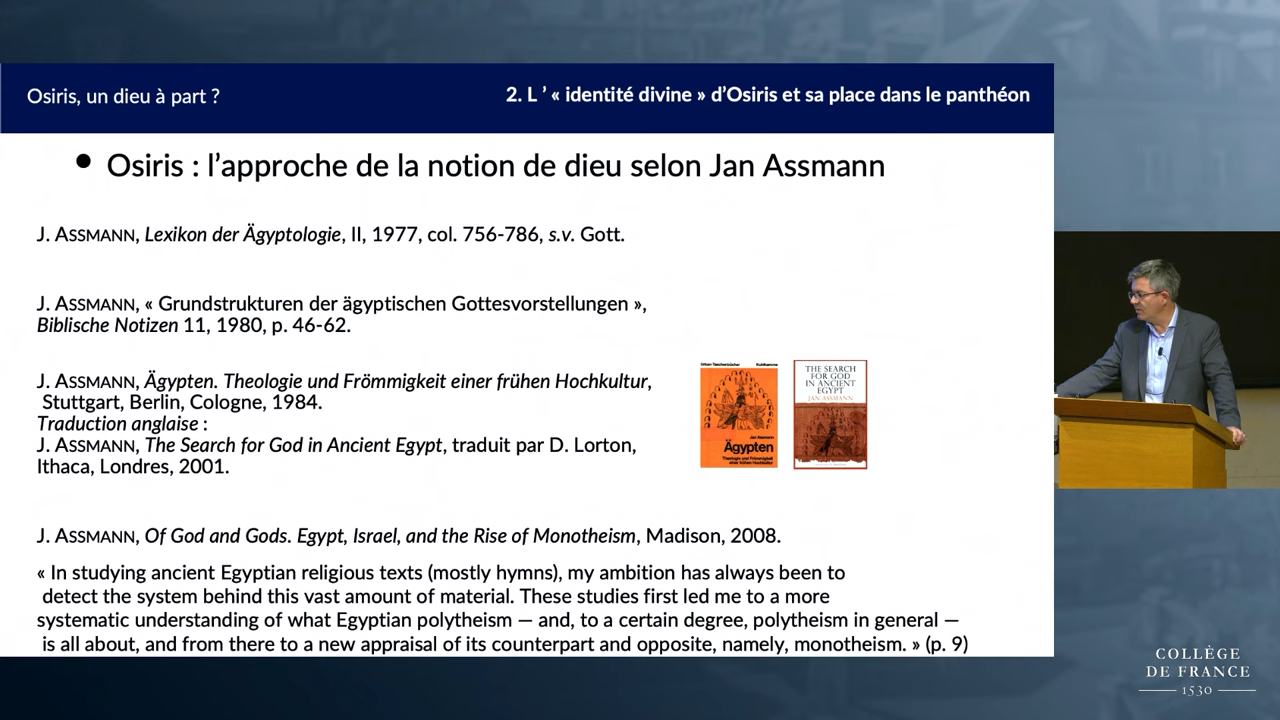 Osiris, un dieu à part ?
2. L ’ « identité divine » d’Osiris et sa place dans le panthéon
• Osiris : l’approche de la notion de dieu selon Jan Assmann
J. ASSMANN, Lexikon der Ägyptologie, II, 1977, col. 756-786, s.v. Gott.
J. ASSMANN, « Grundstrukturen der ägyptischen Gottesvorstellungen »,
Biblische Notizen 11, 1980, p. 46-62.
J. ASSMANN, Ägypten. Theologie und Frömmigkeit einer frühen Hochkultur,
Stuttgart, Berlin, Cologne, 1984.
Traduction anglaise :
J. ASSMANN, The Search for God in Ancient Egypt, traduit par D. Lorton,
Ithaca, Londres, 2001.
Jan Assmann
Ägypten
Theologie und Frömmigkeit
einer frühen Hochkultur
THE SEARCH
FOR GOD
IN ANCIENT
EGYPT
JAN ASSMANN
J. ASSMANN, Of God and Gods. Egypt, Israel, and the Rise of Monotheism, Madison, 2008.
« In studying ancient Egyptian religious texts (mostly hymns), my ambition has always been to
detect the system behind this vast amount of material. These studies first led me to a more
systematic understanding of what Egyptian polytheism — and, to a certain degree, polytheism in general —
is all about, and from there to a new appraisal of its counterpart and opposite, namely, monotheism. » (p. 9)
COLLÈGE
DE FRANCE
1530